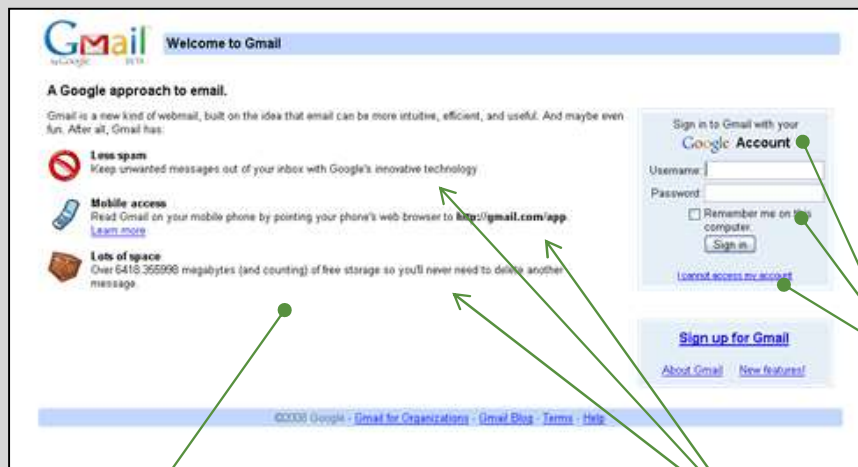 Gmail
by Google BETA
Welcome to Gmail
A Google approach to email.
Gmail is a new kind of webmail, built on the idea that email can be more intuitive, efficient, and useful. And maybe even
fun. After all, Gmail has:
Less spam
Keep unwanted messages out of your inbox with Google's innovative technology
Mobile access
Read Gmail on your mobile phone by pointing your phone's web browser to http://gmail.com/app.
Learn more
Lots of space
Over 6418.355998 megabytes (and counting) of free storage so you'll never need to delete another
message.
Sign in to Gmail with your
Google Account
Username:
Password:
Remember me on this
computer.
Sign in
I cannot access my account
Sign up for Gmail
About Gmail New features!
©2008 Google - Gmail for Organizations - Gmail Blog - Terms - Help